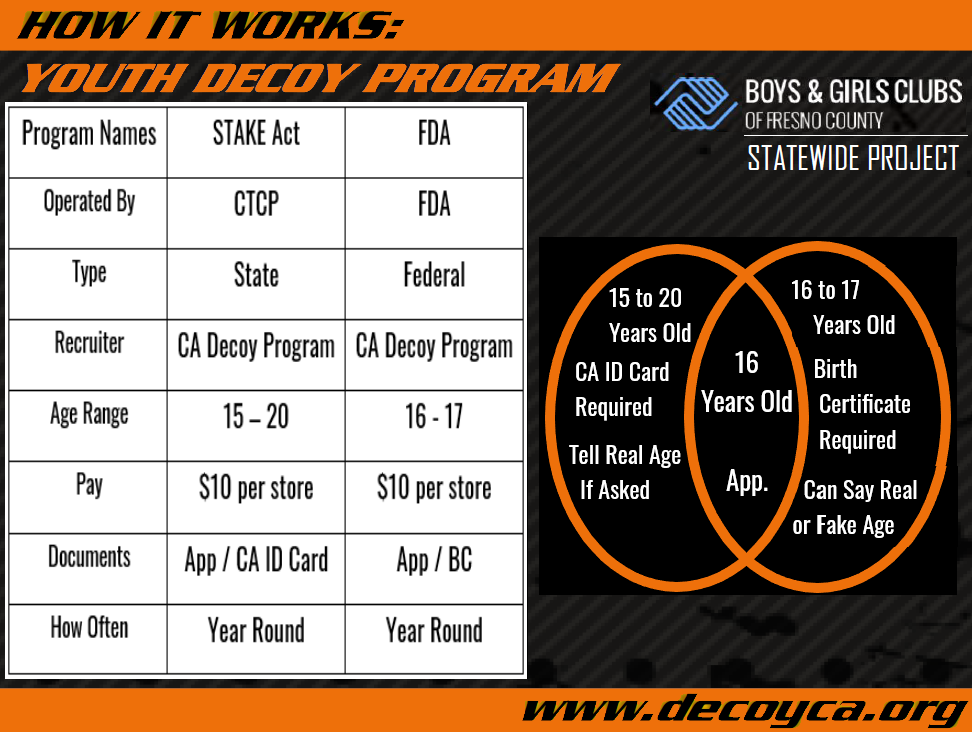 HOW IT WORKS:
YOUTH DECOY PROGRAM
BOYS & GIRLS CLUBS
OF FRESNO COUNTY
STATEWIDE PROJECT
Program Names STAKE Act FDA
Operated By CTCP FDA
Type State Federal
Recruiter CA Decoy Program CA Decoy Program
Age Range 15 – 20 16 - 17
Pay $10 per store $10 per store
Documents App / CA ID Card App / BC
How Often Year Round Year Round
15 to 20
Years Old
CA ID Card
Required
Tell Real Age
If Asked
16
Years Old
App.
16 to 17
Years Old
Birth
Certificate
Required
Can Say Real
or Fake Age
www.decoyca.org